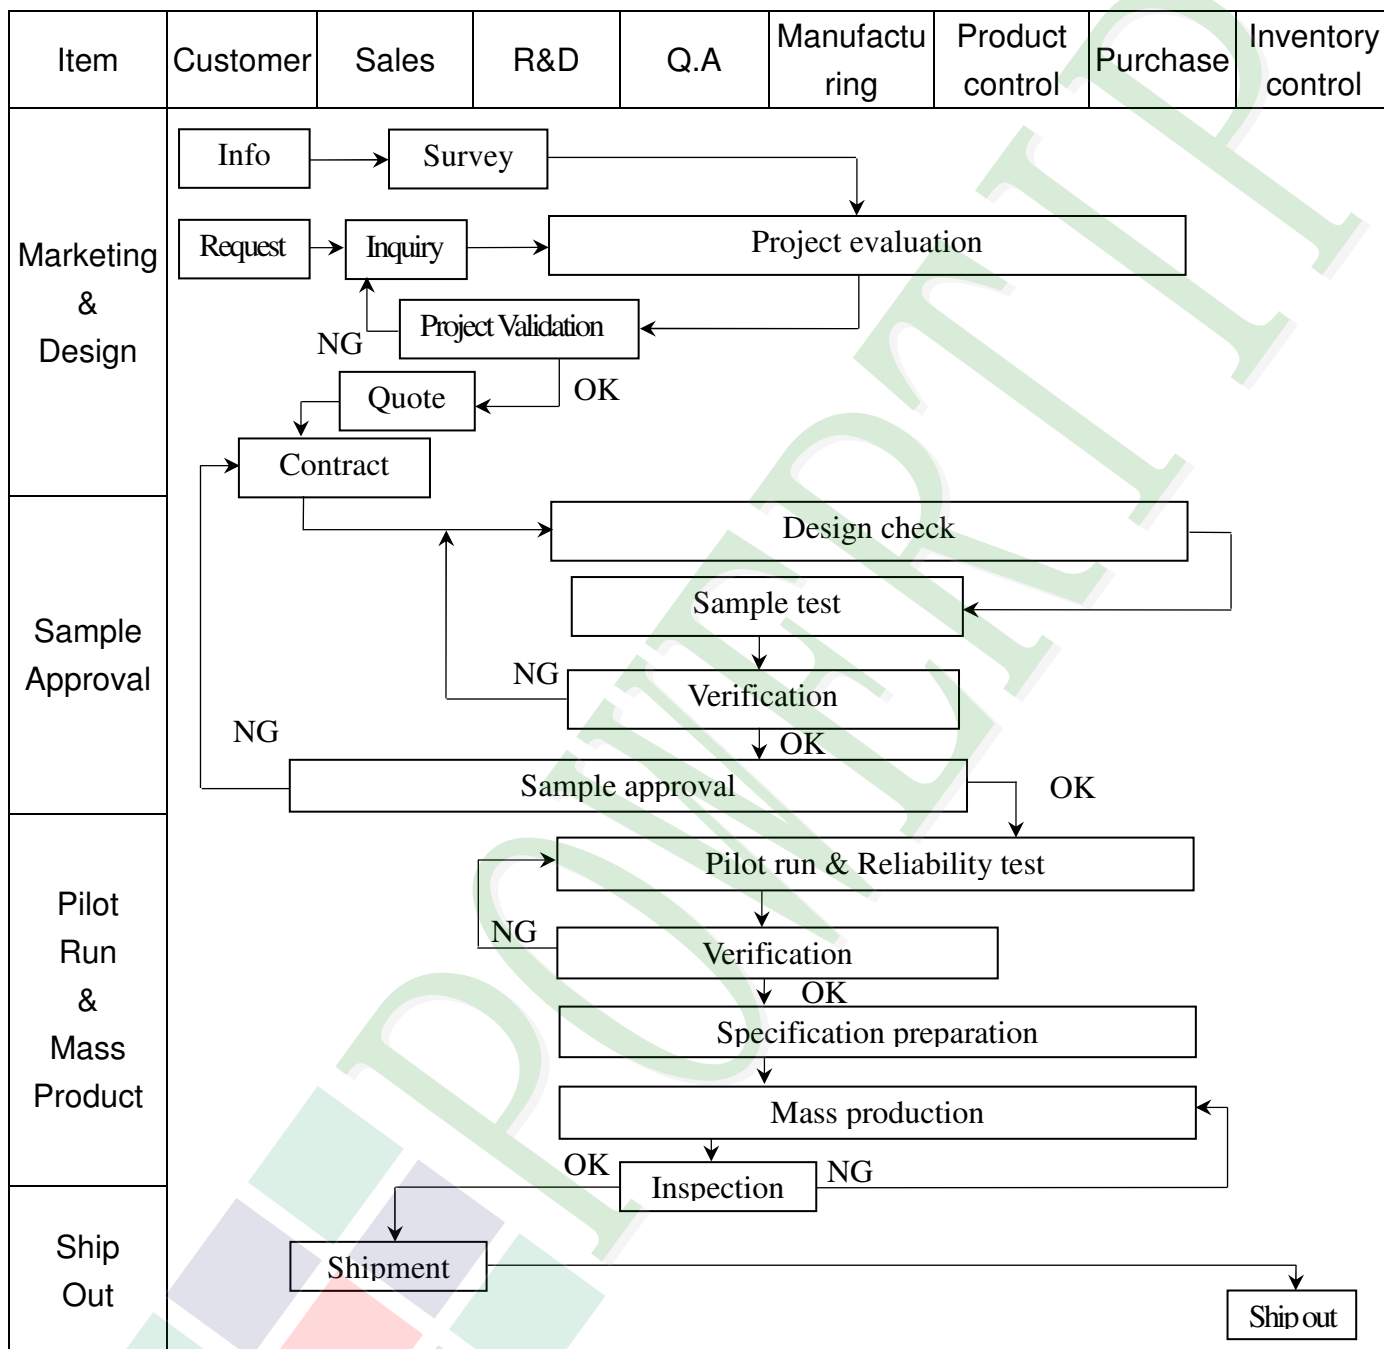 Item
Customer
Sales
R&D
Q.A
Manufactu
ring
Product
control
Purchase
Inventory
control
Marketing
&
Design
Info
Survey
Request
Inquiry
Project evaluation
Project Validation
NG
OK
Quote
Contract
Sample
Approval
Design check
Sample test
NG
Verification
OK
NG
Sample approval
OK
Pilot
Run
&
Mass
Product
Pilot run & Reliability test
NG
Verification
OK
Specification preparation
Mass production
OK
Inspection
NG
Ship
Out
Shipment
Ship out
POWERTIP